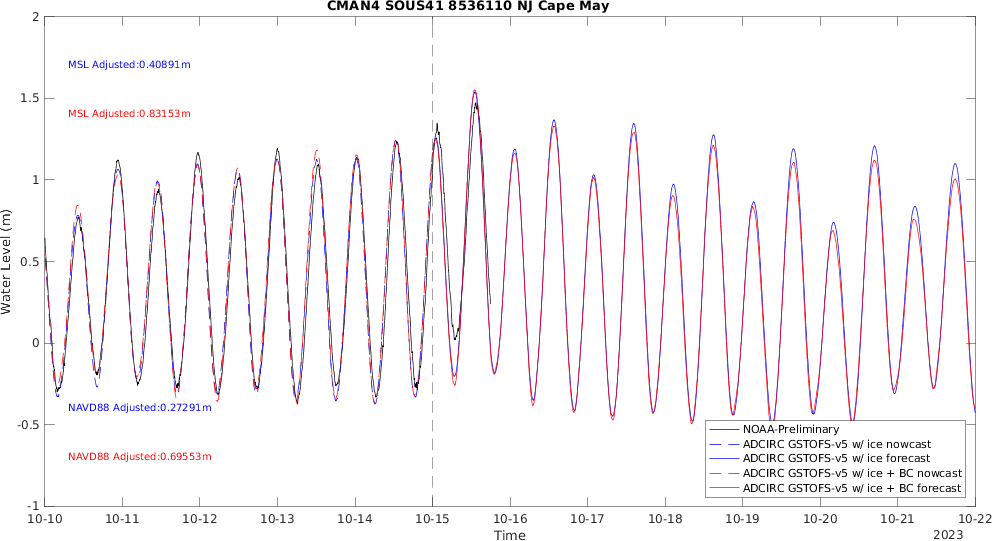 CMAN4 SOUS41 8536110 NJ Cape May
2
1.5
1
0.5
0
-0.5
-1
Water Level (m)
MSL Adjusted:0.40891m
MSL Adjusted:0.83153m
NAVD88 Adjusted:0.27291m
NAVD88 Adjusted:0.69553m
NOAA-Preliminary
ADCIRC GSTOFS-v5 w/ ice nowcast
ADCIRC GSTOFS-v5 w/ ice forecast
ADCIRC GSTOFS-v5 w/ ice + BC nowcast
ADCIRC GSTOFS-v5 w/ ice + BC forecast
10-10 10-11 10-12 10-13 10-14 10-15 10-16 10-17 10-18 10-19 10-20 10-21 10-22
Time
2023